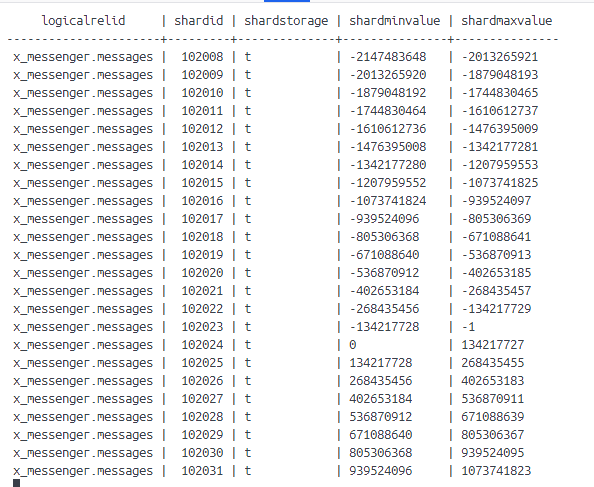 logicalrelid | shardid | shardstorage | shardminvalue | shardmaxvalue
---------------------+---------+--------------+---------------+---------------
x_messenger.messages | 102008 | t | -2147483648 | -2013265921
x_messenger.messages | 102009 | t | -2013265920 | -1879048193
x_messenger.messages | 102010 | t | -1879048192 | -1744830465
x_messenger.messages | 102011 | t | -1744830464 | -1610612737
x_messenger.messages | 102012 | t | -1610612736 | -1476395009
x_messenger.messages | 102013 | t | -1476395008 | -1342177281
x_messenger.messages | 102014 | t | -1342177280 | -1207959553
x_messenger.messages | 102015 | t | -1207959552 | -1073741825
x_messenger.messages | 102016 | t | -1073741824 | -939524097
x_messenger.messages | 102017 | t | -939524096 | -805306369
x_messenger.messages | 102018 | t | -805306368 | -671088641
x_messenger.messages | 102019 | t | -671088640 | -536870913
x_messenger.messages | 102020 | t | -536870912 | -402653185
x_messenger.messages | 102021 | t | -402653184 | -268435457
x_messenger.messages | 102022 | t | -268435456 | -134217729
x_messenger.messages | 102023 | t | -134217728 | -1
x_messenger.messages | 102024 | t | 0 | 134217727
x_messenger.messages | 102025 | t | 134217728 | 268435455
x_messenger.messages | 102026 | t | 268435456 | 402653183
x_messenger.messages | 102027 | t | 402653184 | 536870911
x_messenger.messages | 102028 | t | 536870912 | 671088639
x_messenger.messages | 102029 | t | 671088640 | 805306367
x_messenger.messages | 102030 | t | 805306368 | 939524095
x_messenger.messages | 102031 | t | 939524096 | 1073741823